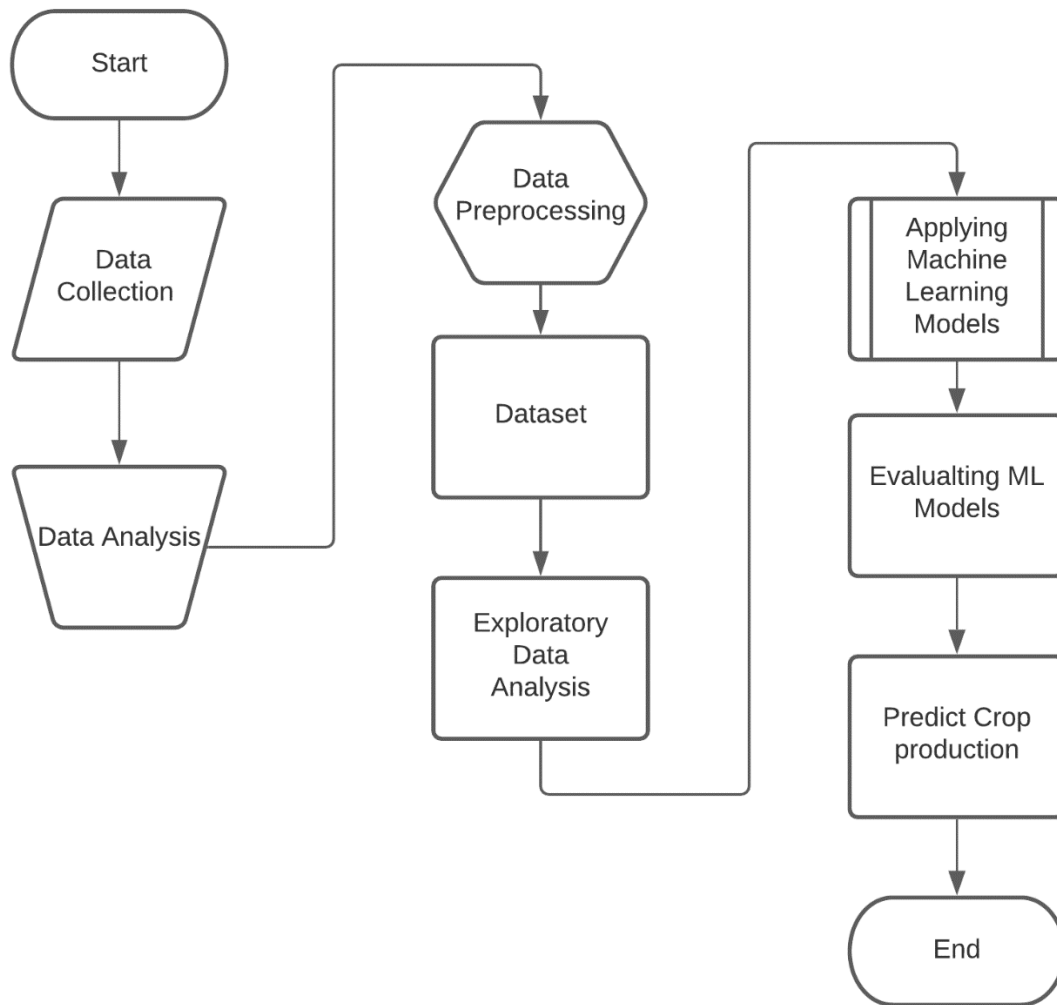 Start
Data
Collection
Data Analysis
Data
Preprocessing
Dataset
Exploratory
Data
Analysis
Applying
Machine
Learning
Models
Evalualting ML
Models
Predict Crop
production
End